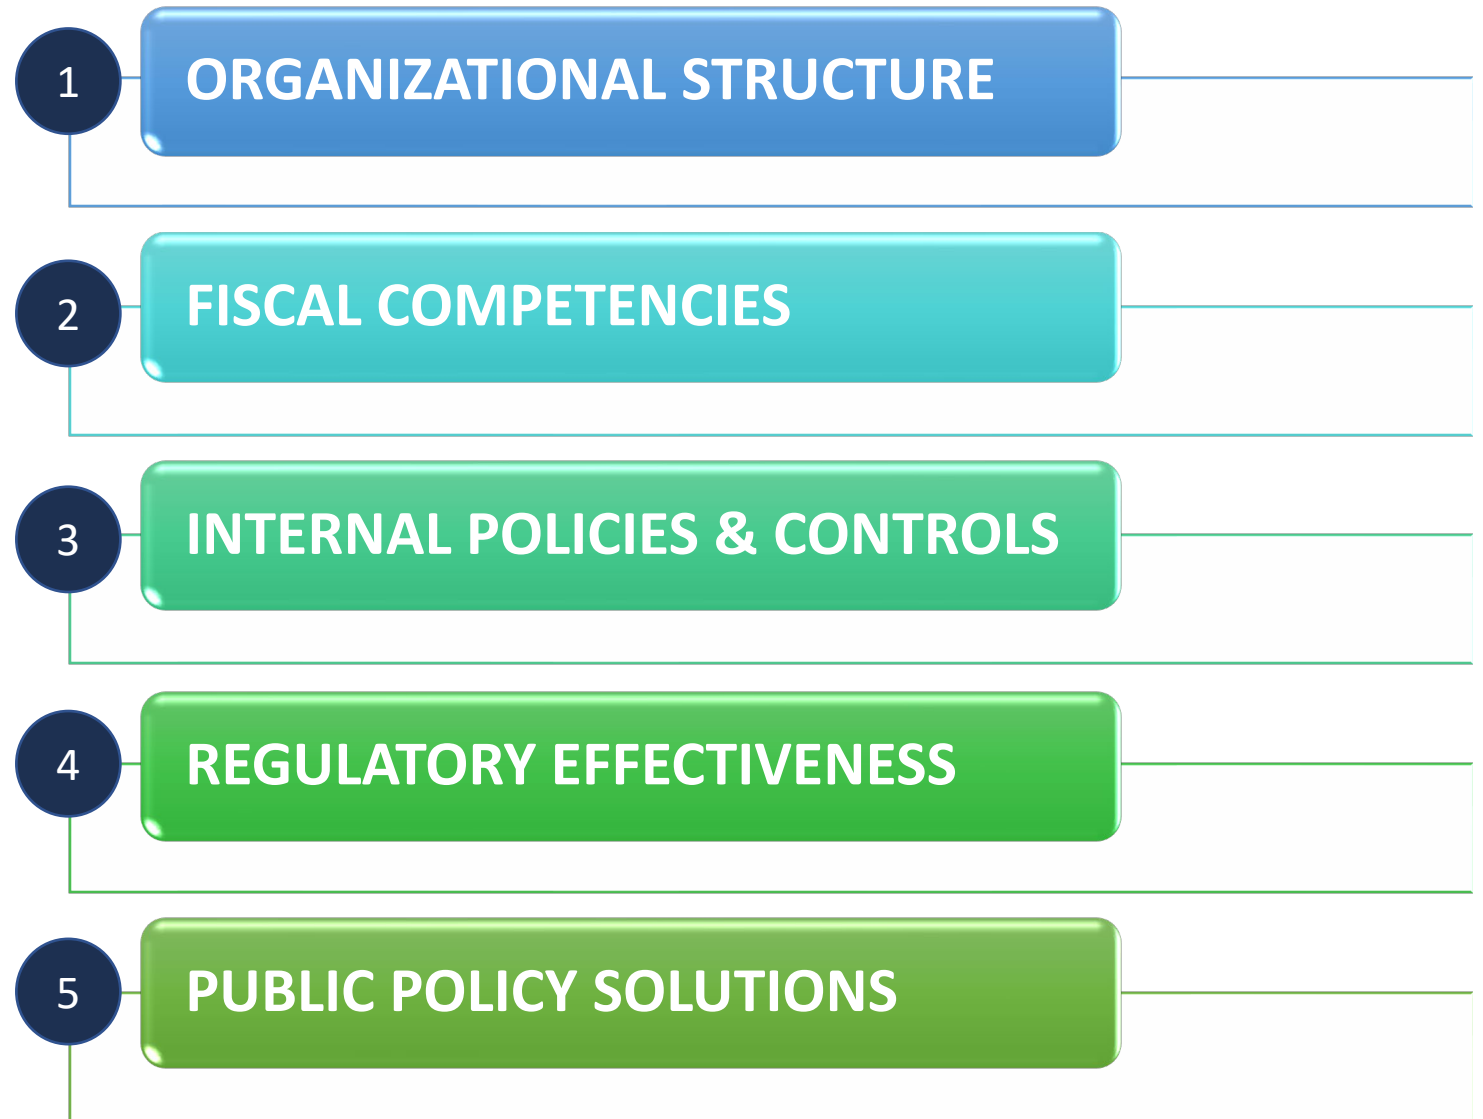 1
ORGANIZATIONAL STRUCTURE
2
FISCAL COMPETENCIES
3
INTERNAL POLICIES & CONTROLS
4
REGULATORY EFFECTIVENESS
5
PUBLIC POLICY SOLUTIONS